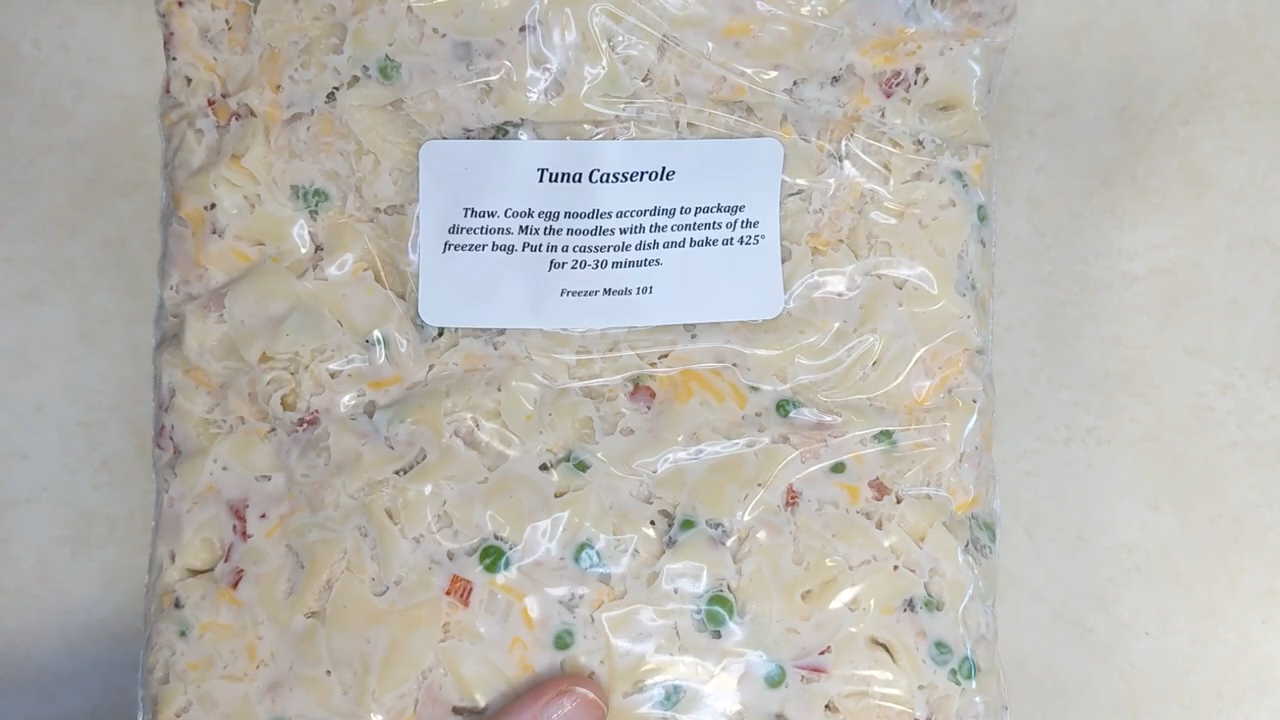 Tuna Casserole
Thaw. Cook egg noodles according to package
directions. Mix the noodles with the contents of the
freezer bag. Put in a casserole dish and bake at 425°
for 20-30 minutes.
Freezer Meals 101